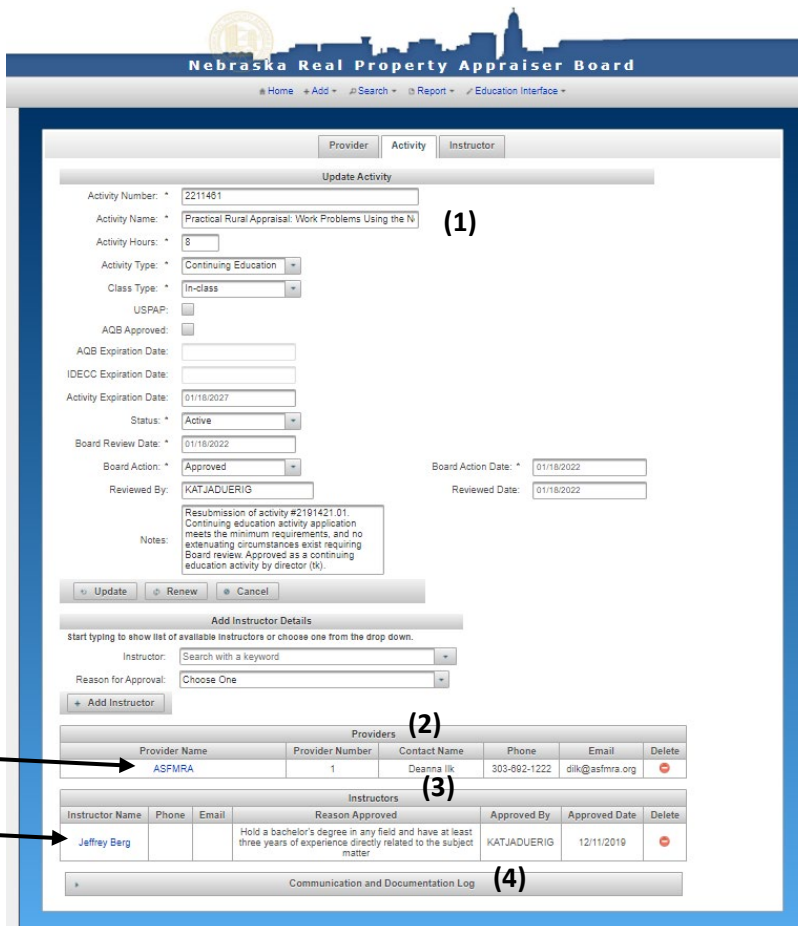 Nebraska Real Property Appraiser Board
Home + Add Search Report Education Interface
Provider Activity Instructor
Update Activity
Activity Number: * 2211461
Activity Name: * Practical Rural Appraisal: Work Problems Using the N
(1)
Activity Hours: * 8
Activity Type: * Continuing Education
Class Type: * In-class
USPAP:
AQB Approved:
AQB Expiration Date:
IDECC Expiration Date:
Activity Expiration Date: 01/18/2027
Status: * Active
Board Review Date: * 01/18/2022
Board Action: * Approved Board Action Date: * 01/18/2022
Reviewed By: KATJADUERIG Reviewed Date: 01/18/2022
Notes: Resubmission of activity #2191421.01.
Continuing education activity application
meets the minimum requirements, and no
extenuating circumstances exist requiring
Board review. Approved as a continuing
education activity by director (tk).
Update Renew Cancel
Add Instructor Details
Start typing to show list of available instructors or choose one from the drop down.
Instructor: Search with a keyword
Reason for Approval: Choose One
+ Add Instructor
Providers (2)
Provider Name Provider Number Contact Name Phone Email Delete
ASFMRA 1 Deanna Ilk 303-692-1222 dilk@asfmra.org
(3)
Instructors
Instructor Name Phone Email Reason Approved Approved By Approved Date Delete
Jeffrey Berg Hold a bachelor's degree in any field and have at least
three years of experience directly related to the subject
matter KATJADUERIG 12/11/2019
Communication and Documentation Log (4)